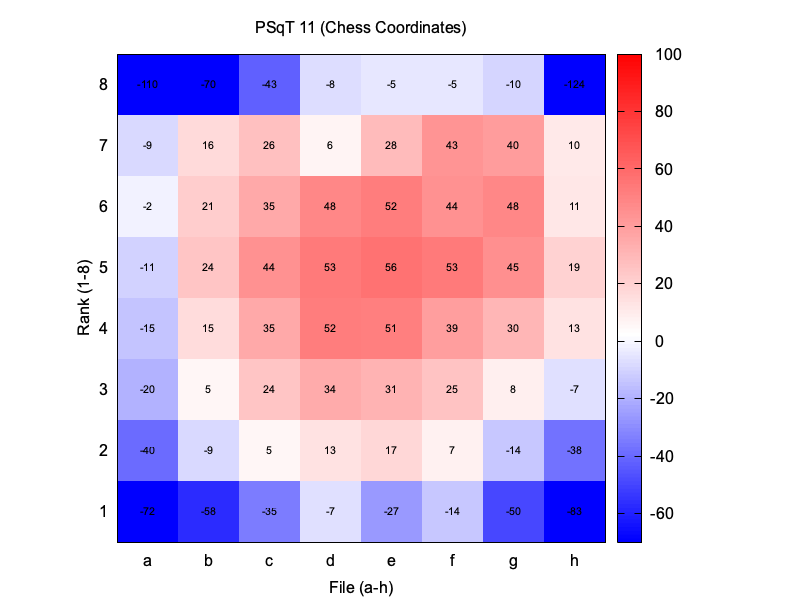 PSqT 11 (Chess Coordinates)
8 -110 -70 -43 -8 -5 -5 -10 -124
7 -9 16 26 6 28 43 40 10
6 -2 21 35 48 52 44 48 11
5 -11 24 44 53 56 53 45 19
4 -15 15 35 52 51 39 30 13
3 -20 5 24 34 31 25 8 -7
2 -40 -9 5 13 17 7 -14 -38
1 -72 -58 -35 -7 -27 -14 -50 -83
a b c d e f g h
File (a-h)
Rank (1-8)
100
80
60
40
20
0
-20
-40
-60